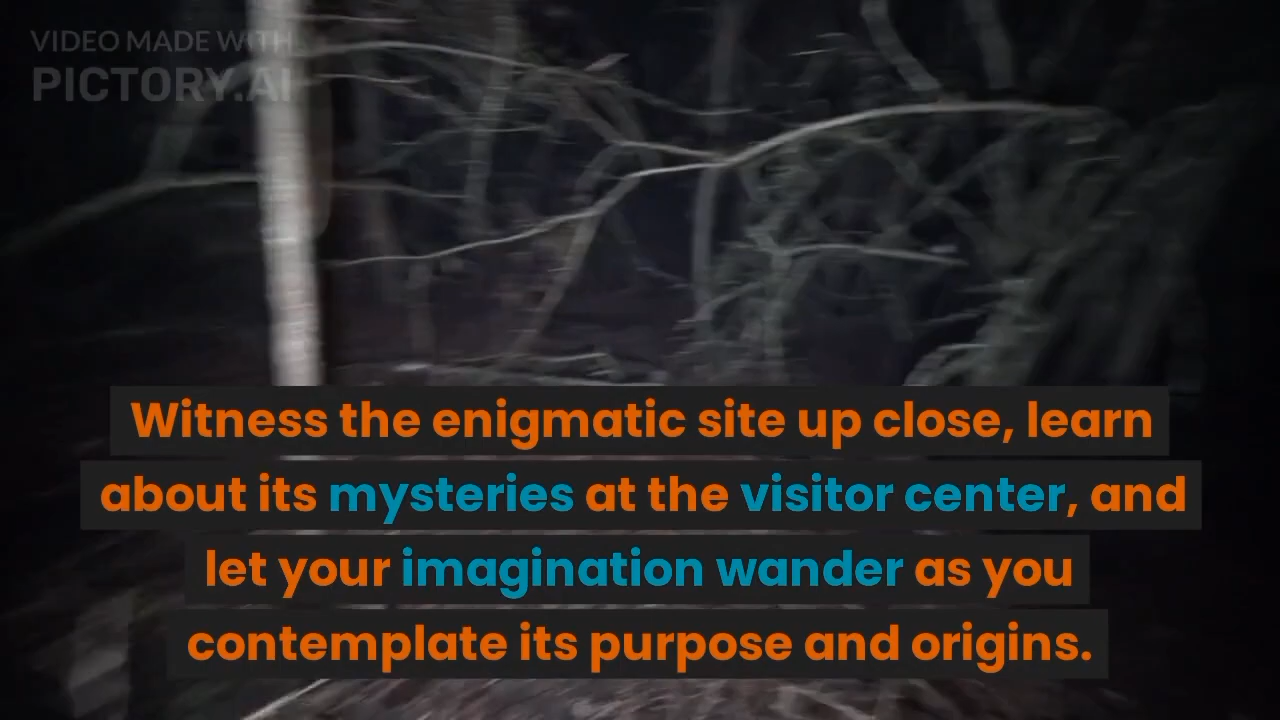 VIDEO MADE WITH
PICTORY.AI
Witness the enigmatic site up close, learn
about its mysteries at the visitor center, and
let your imagination wander as you
contemplate its purpose and origins.